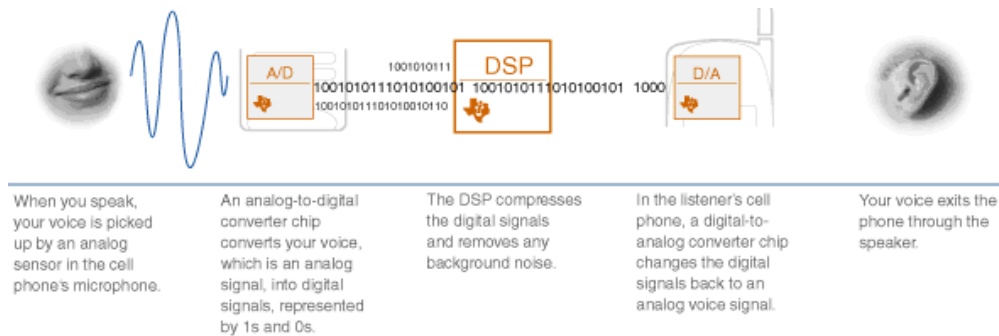 A/D
1001010111
DSP
D/A
1001010111010100101 1001010111010100101 1000
1001010111010100101​10
When you speak,
your voice is picked
up by an analog
sensor in the cell
phone's microphone.
An analog-to-digital
converter chip
converts your voice,
which is an analog
signal, into digital
signals, represented
by 1s and 0s.
The DSP compresses
the digital signals
and removes any
background noise.
In the listener's cell
phone, a digital-to-
analog converter chip
changes the digital
signals back to an
analog voice signal.
Your voice exits the
phone through the
speaker.